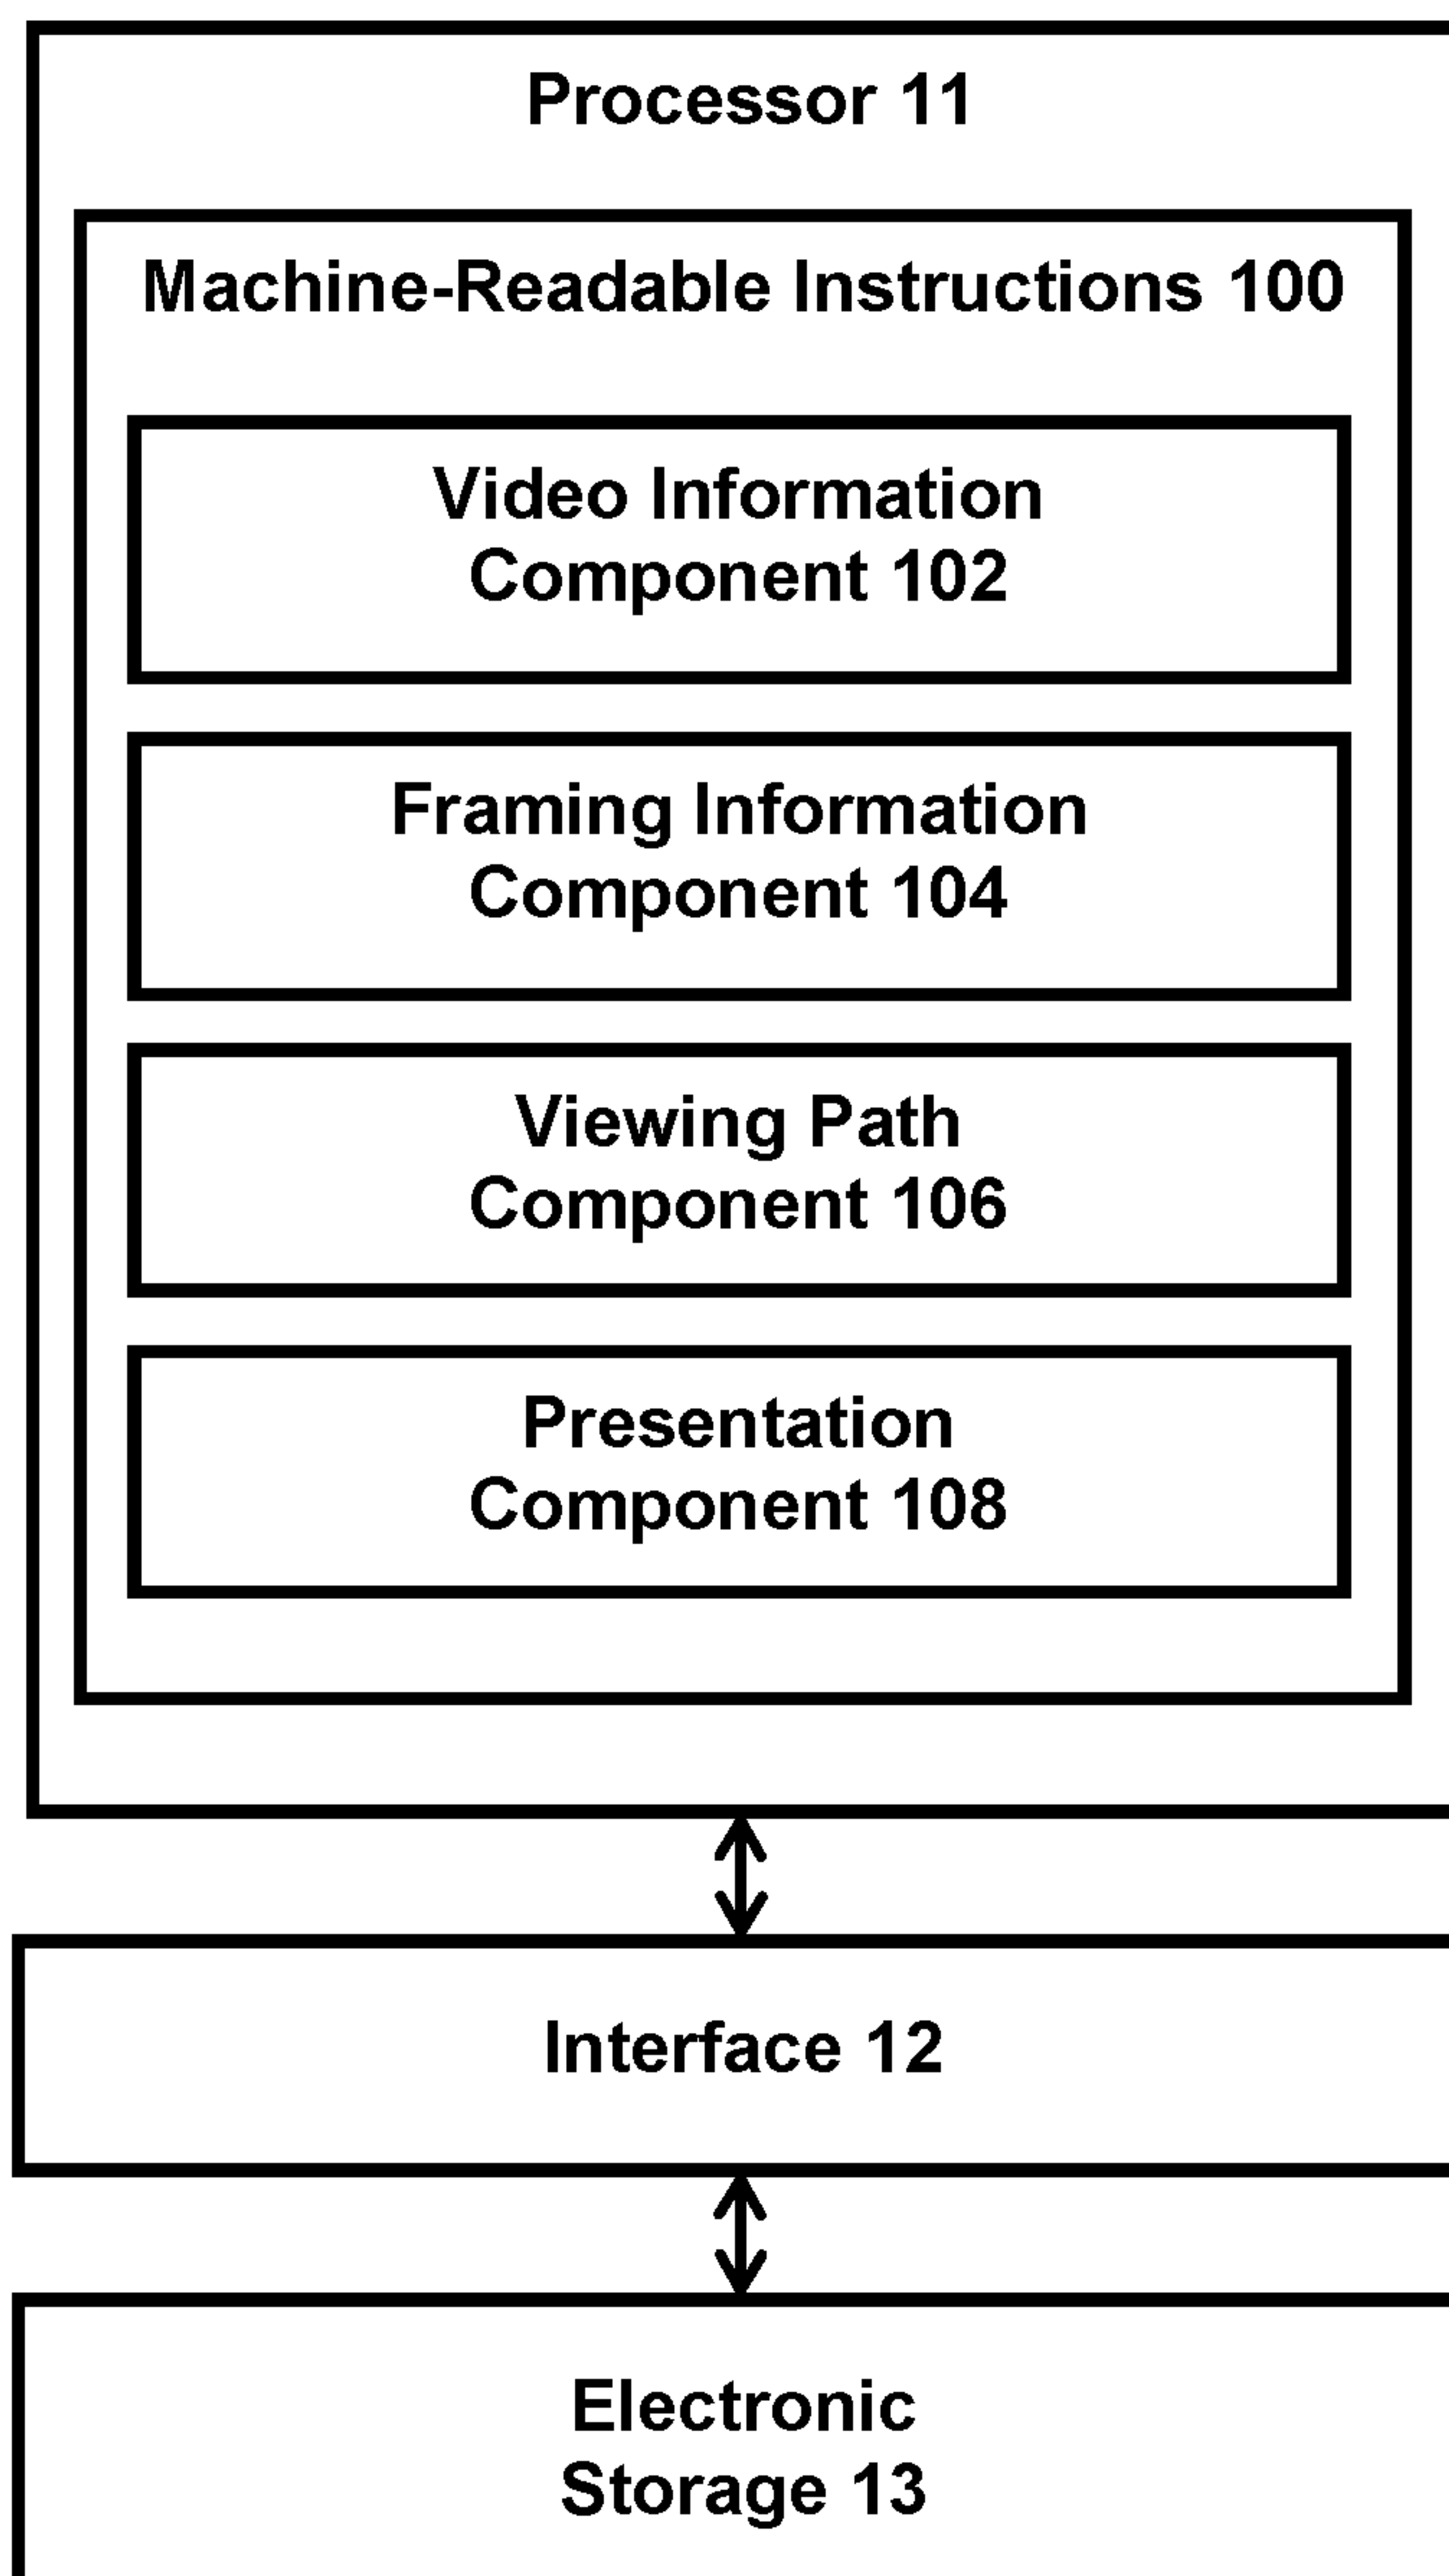 Processor 11
Machine-Readable Instructions 100
Video Information
Component 102
Framing Information
Component 104
Viewing Path
Component 106
Presentation
Component 108
Interface 12
Electronic
Storage 13